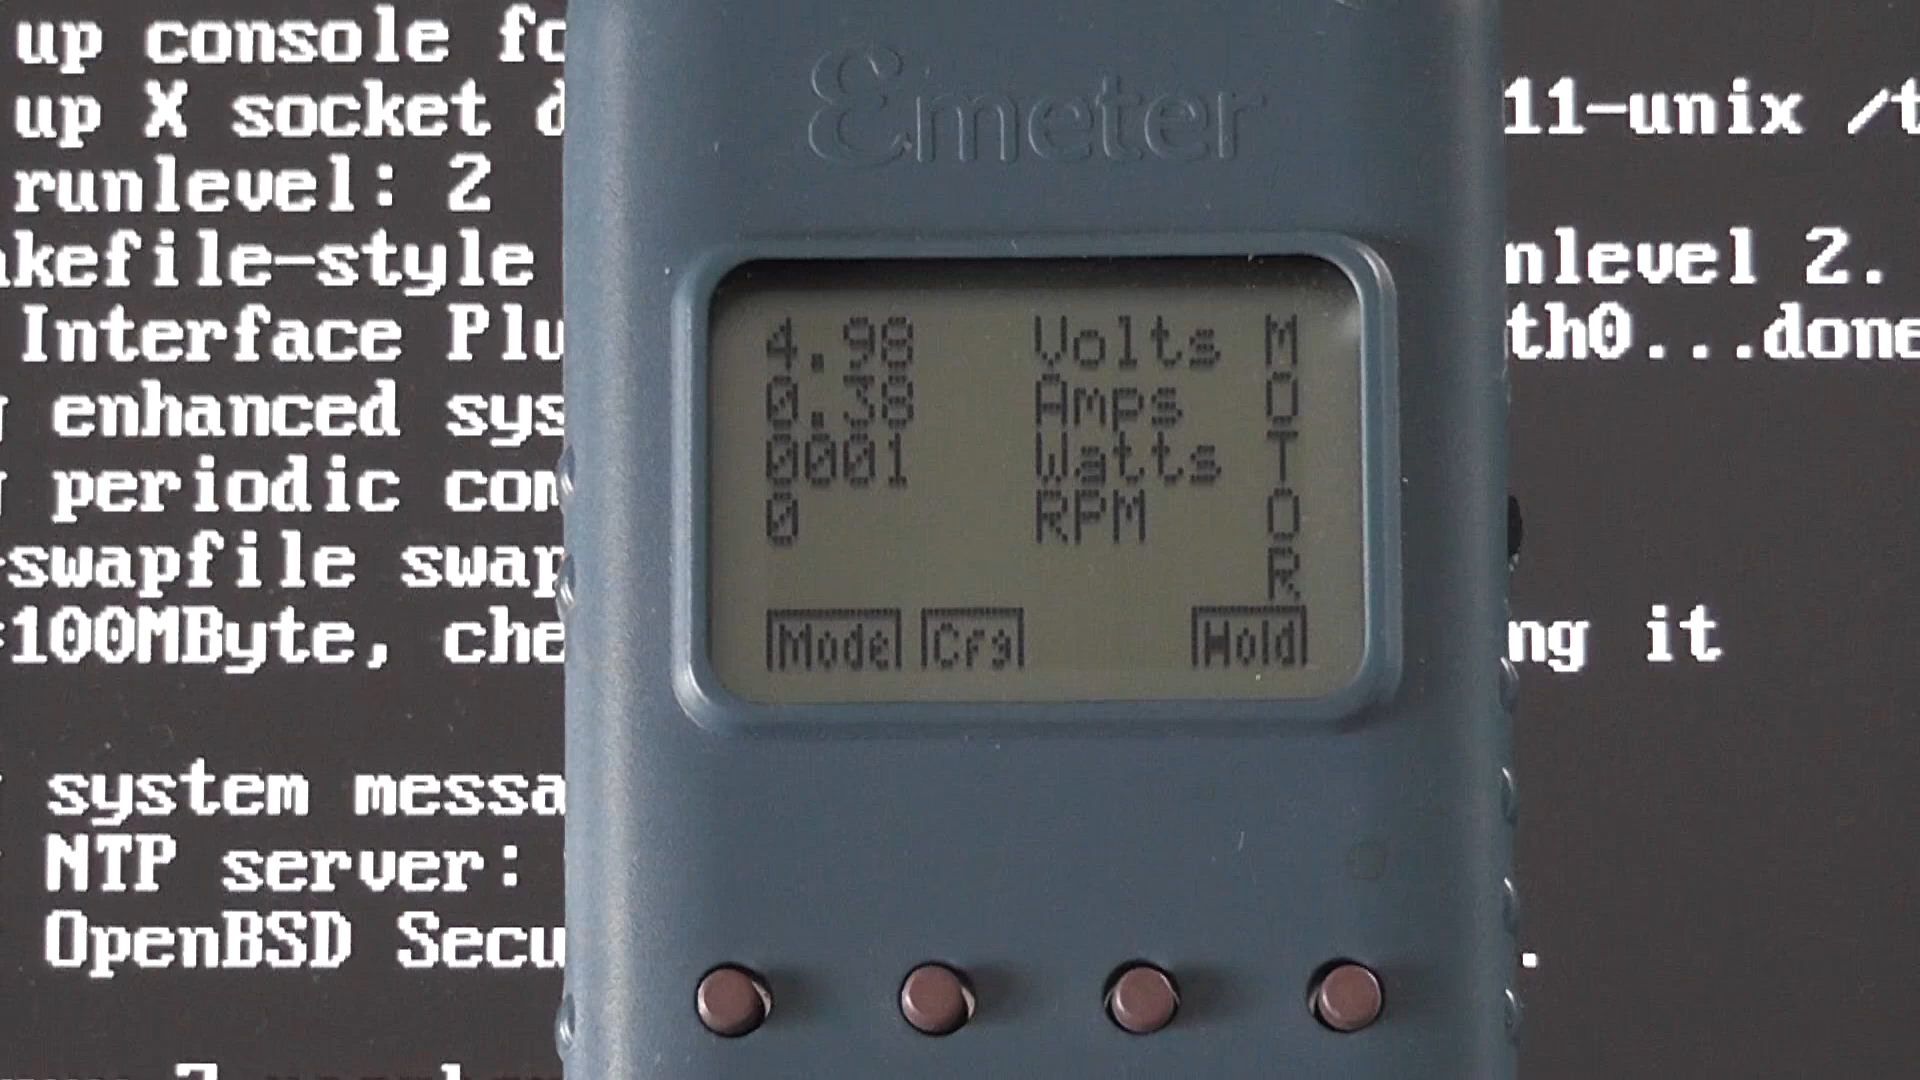 up console fo
up X socket d
11-unix /t
runlevel: 2
akefile-style
nlevel 2.
Interface Plu
th0...done
g enhanced sys
g periodic com
-swapfile swap
=100MByte, che
ng it
system messa
NTP server:
OpenBSD Secu
.
Emeter
4.98 Volts
0.38 Amps
0001 Watts
0 RPM
MOTOR
Mode Cfg Hold